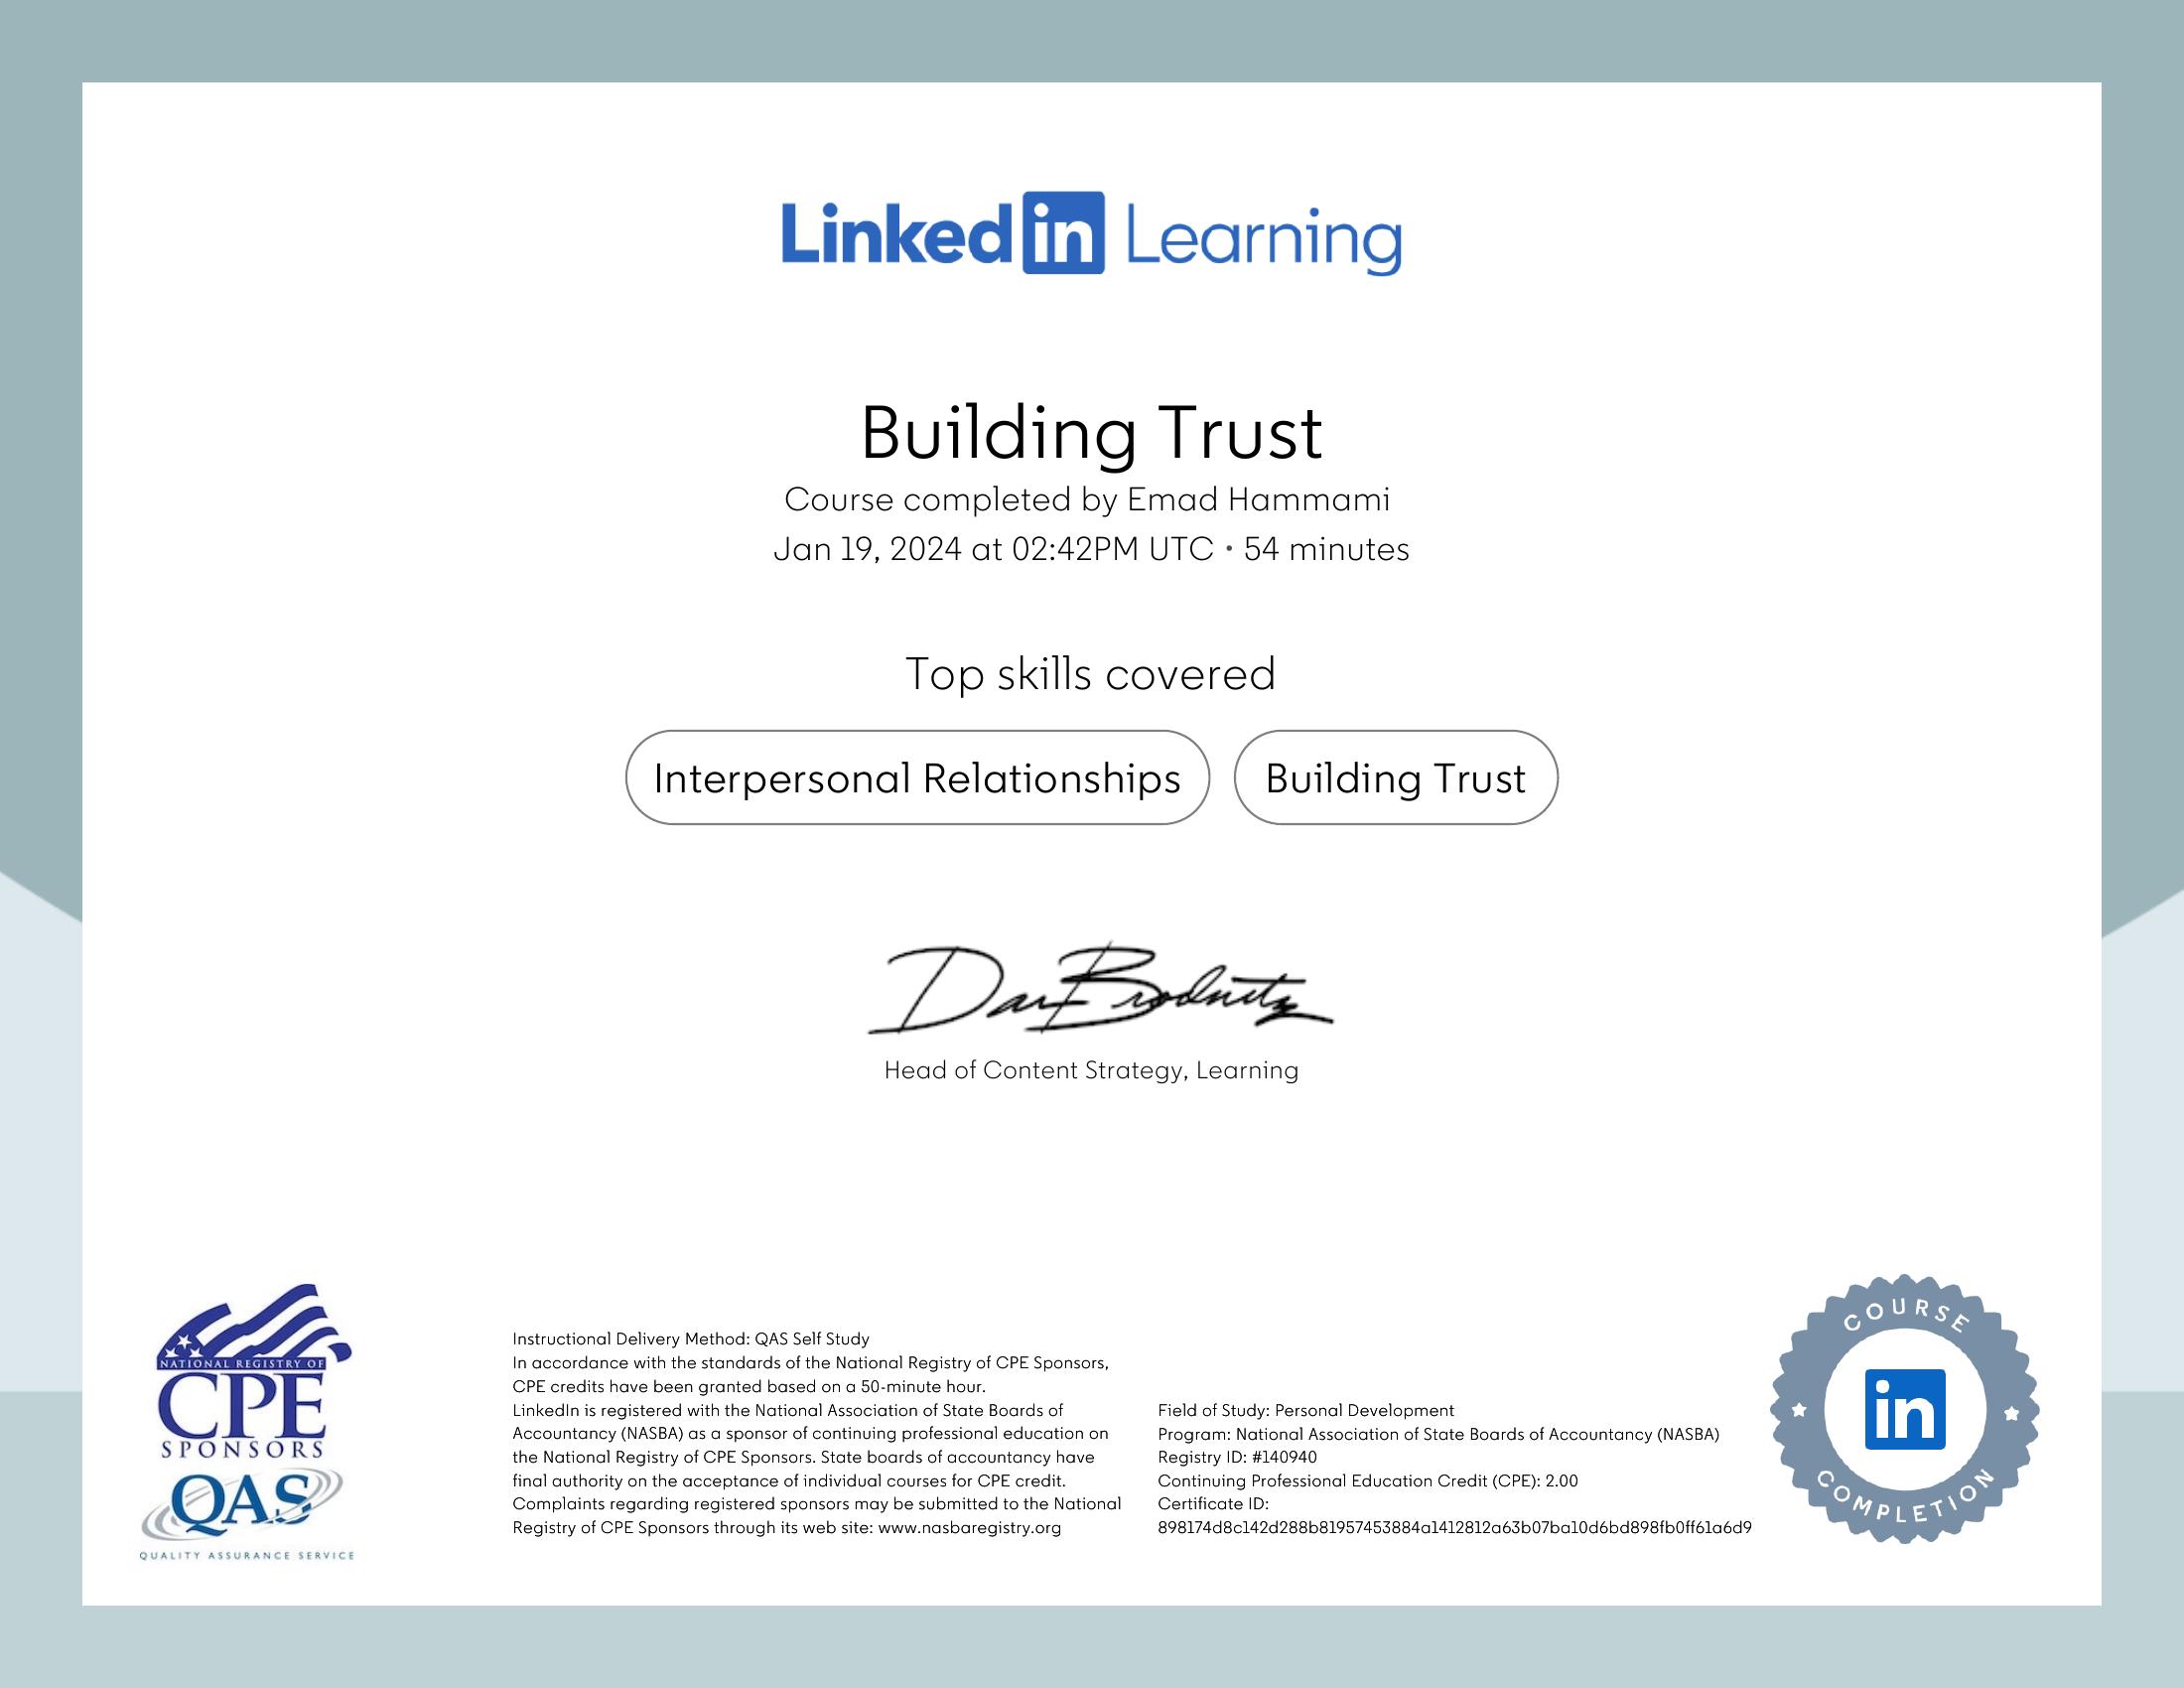 Linkedin Learning
Building Trust
Course completed by Emad Hammami
Jan 19, 2024 at 02:42PM UTC • 54 minutes
Top skills covered
Interpersonal Relationships
Building Trust
Dan Brodnitz
Head of Content Strategy, Learning
NATIONAL REGISTRY OF
CPE
SPONSORS
QAS
QUALITY ASSURANCE SERVICE
Instructional Delivery Method: QAS Self Study
In accordance with the standards of the National Registry of CPE Sponsors,
CPE credits have been granted based on a 50-minute hour.
LinkedIn is registered with the National Association of State Boards of
Accountancy (NASBA) as a sponsor of continuing professional education on
the National Registry of CPE Sponsors. State boards of accountancy have
final authority on the acceptance of individual courses for CPE credit.
Complaints regarding registered sponsors may be submitted to the National
Registry of CPE Sponsors through its web site: www.nasbaregistry.org
Field of Study: Personal Development
Program: National Association of State Boards of Accountancy (NASBA)
Registry ID: #140940
Continuing Professional Education Credit (CPE): 2.00
Certificate ID:
898174d8c142d288b81957453884a1412812a63b07ba10d6bd898fb0ff61a6d9
COURSE
in
COMPLETION